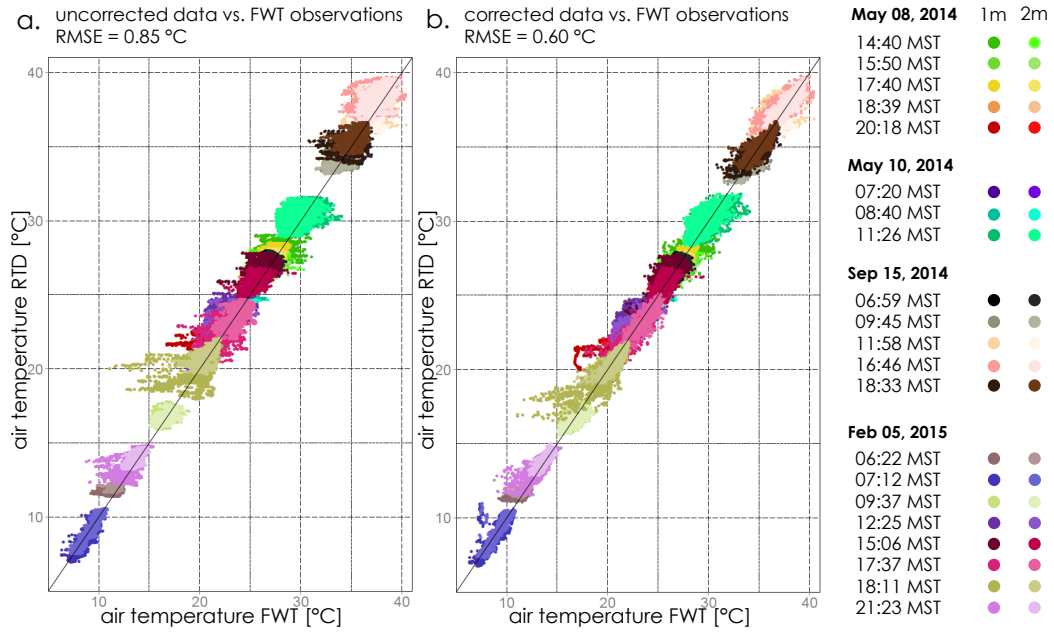 a. uncorrected data vs. FWT observations
RMSE = 0.85 °C
b. corrected data vs. FWT observations
RMSE = 0.60 °C
air temperature RTD [°C]
40
30
20
10
10 20 30 40
air temperature FWT [°C]
air temperature RTD [°C]
40
30
20
10
10 20 30 40
air temperature FWT [°C]
May 08, 2014 1m 2m
14:40 MST
15:50 MST
17:40 MST
18:39 MST
20:18 MST
May 10, 2014
07:20 MST
08:40 MST
11:26 MST
Sep 15, 2014
06:59 MST
09:45 MST
11:58 MST
16:46 MST
18:33 MST
Feb 05, 2015
06:22 MST
07:12 MST
09:37 MST
12:25 MST
15:06 MST
17:37 MST
18:11 MST
21:23 MST